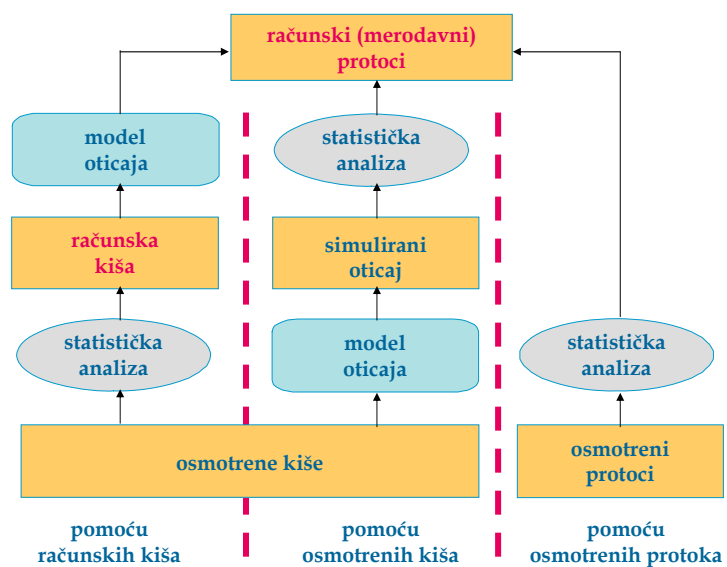 računski (merodavni)
protoci
model
oticaja
statistička
analiza
računska
kiša
simulirani
oticaj
statistička
analiza
model
oticaja
statistička
analiza
osmotrene kiše
osmotreni
protoci
pomoću
računskih kiša
pomoću
osmotrenih kiša
pomoću
osmotrenih protoka